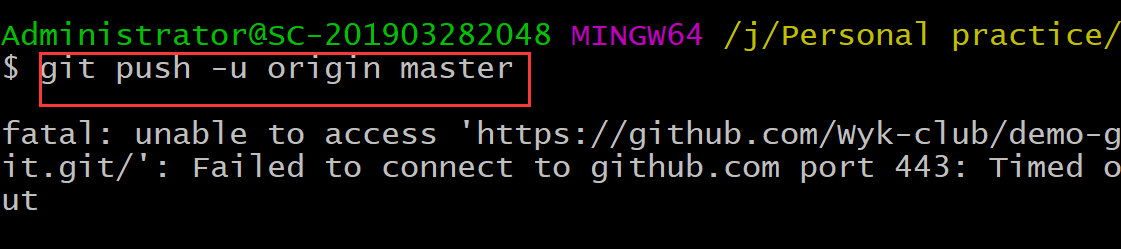 Administrator@SC-201903282048 MINGW64 /j/Personal practice/
$ git push -u origin master
fatal: unable to access 'https://github.com/Wyk-club/demo-g
it.git/': Failed to connect to github.com port 443: Timed o
ut